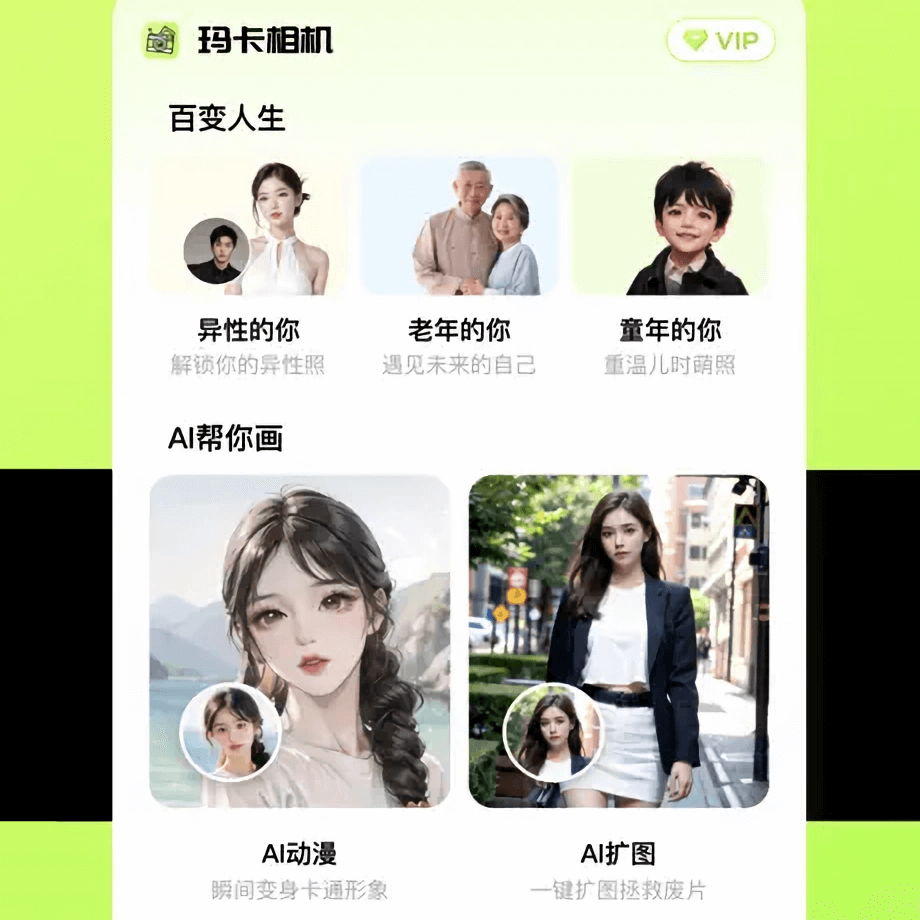 玛卡相机
VIP
百变人生
异性的你
老年的你
童年的你
解锁你的异性照
遇见未来的自己
重温儿时萌照
AI帮你画
AI动漫
AI扩图
瞬间变身卡通形象
一键扩图拯救废片